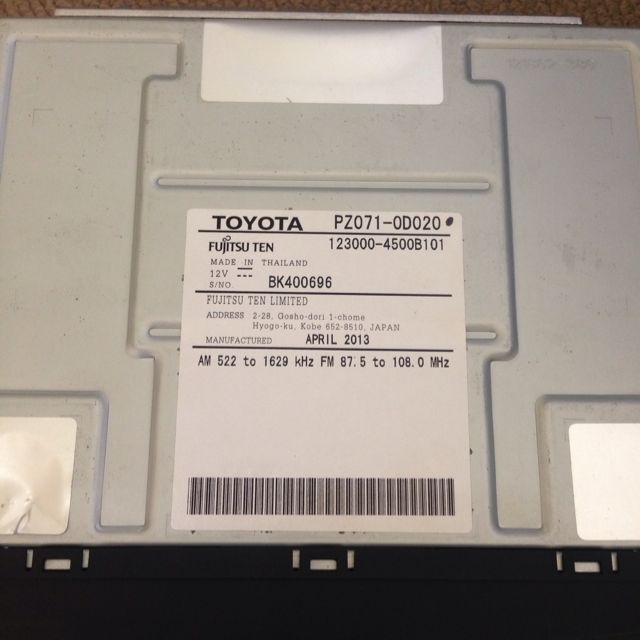 TOYOTA PZ071-0D020
FUJITSU TEN 123000-4500B101
MADE IN THAILAND
12V
S/NO. BK400696
FUJITSU TEN LIMITED
ADDRESS 2-28, Gosho-dori 1-chome
Hyogo-ku, Kobe 652-8510, JAPAN
MANUFACTURED APRIL 2013
AM 522 to 1629 kHz FM 87.5 to 108.0 MHz